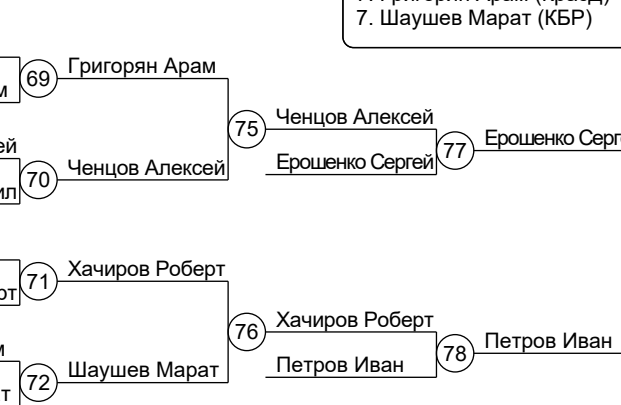 7. Шаушев Марат (КБР)
69
Григорян Арам
75
Ченцов Алексей
77
70
Ченцов Алексей
Ерошенко Сергей
71
Хачиров Роберт
76
Хачиров Роберт
78
Петров Иван
72
Шаушев Марат
Петров Иван